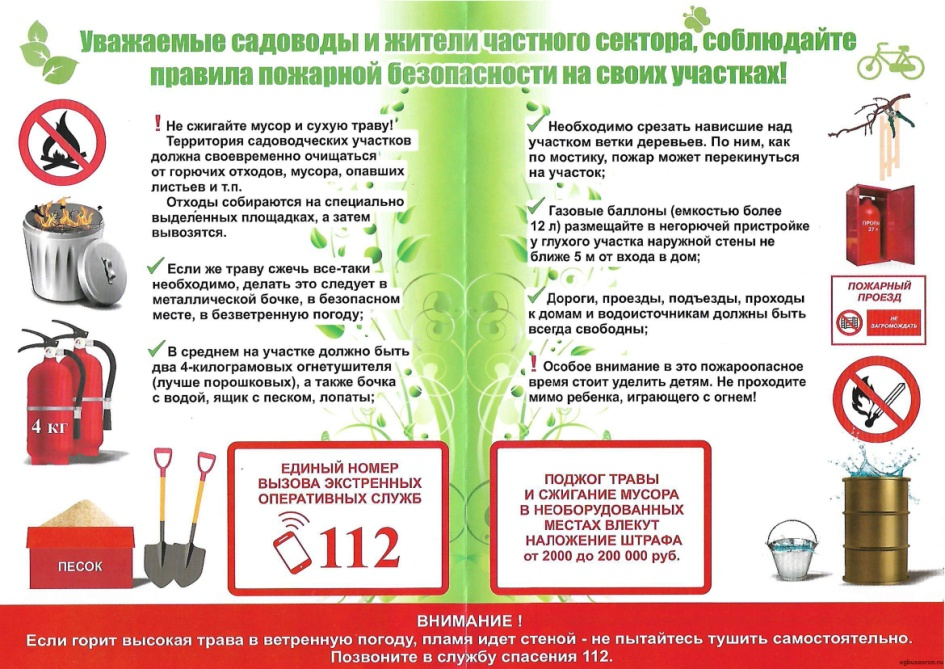 Уважаемые садоводы и жители частного сектора, соблюдайте
правила пожарной безопасности на своих участках!
! Не сжигайте мусор и сухую траву!
Территория садоводческих участков
должна своевременно очищаться
от горючих отходов, мусора, опавших
листьев и т.п.
Отходы собираются на специально
выделенных площадках, а затем
вывозятся.
Если же траву сжечь все-таки
необходимо, делать это следует в
металлической бочке, в безопасном
месте, в безветренную погоду;
В среднем на участке должно быть
два 4-килограмовых огнетушителя
(лучше порошковых), а также бочка
с водой, ящик с песком, лопаты;
4 кг
ПЕСОК
ЕДИНЫЙ НОМЕР
ВЫЗОВА ЭКСТРЕННЫХ
ОПЕРАТИВНЫХ СЛУЖБ
112
Необходимо срезать нависшие над
участком ветки деревьев. По ним, как
по мостику, пожар может перекинуться
на участок;
Газовые баллоны (емкостью более
12 л) размещайте в негорючей пристройке
у глухого участка наружной стены не
ближе 5 м от входа в дом;
Дороги, проезды, подъезды, проходы
к домам и водоисточникам должны быть
всегда свободны;
! Особое внимание в это пожароопасное
время стоит уделить детям. Не проходите
мимо ребенка, играющего с огнем!
ПРОПАН
27 л
ПОЖАРНЫЙ
ПРОЕЗД
НЕ
ЗАГРОМОЖДАТЬ
ПОДЖОГ ТРАВЫ
И СЖИГАНИЕ МУСОРА
В НЕОБОРУДОВАННЫХ
МЕСТАХ ВЛЕКУТ
НАЛОЖЕНИЕ ШТРАФА
от 2000 до 200 000 руб.
ВНИМАНИЕ !
Если горит высокая трава в ветренную погоду, пламя идет стеной - не пытайтесь тушить самостоятельно.
Позвоните в службу спасения 112.